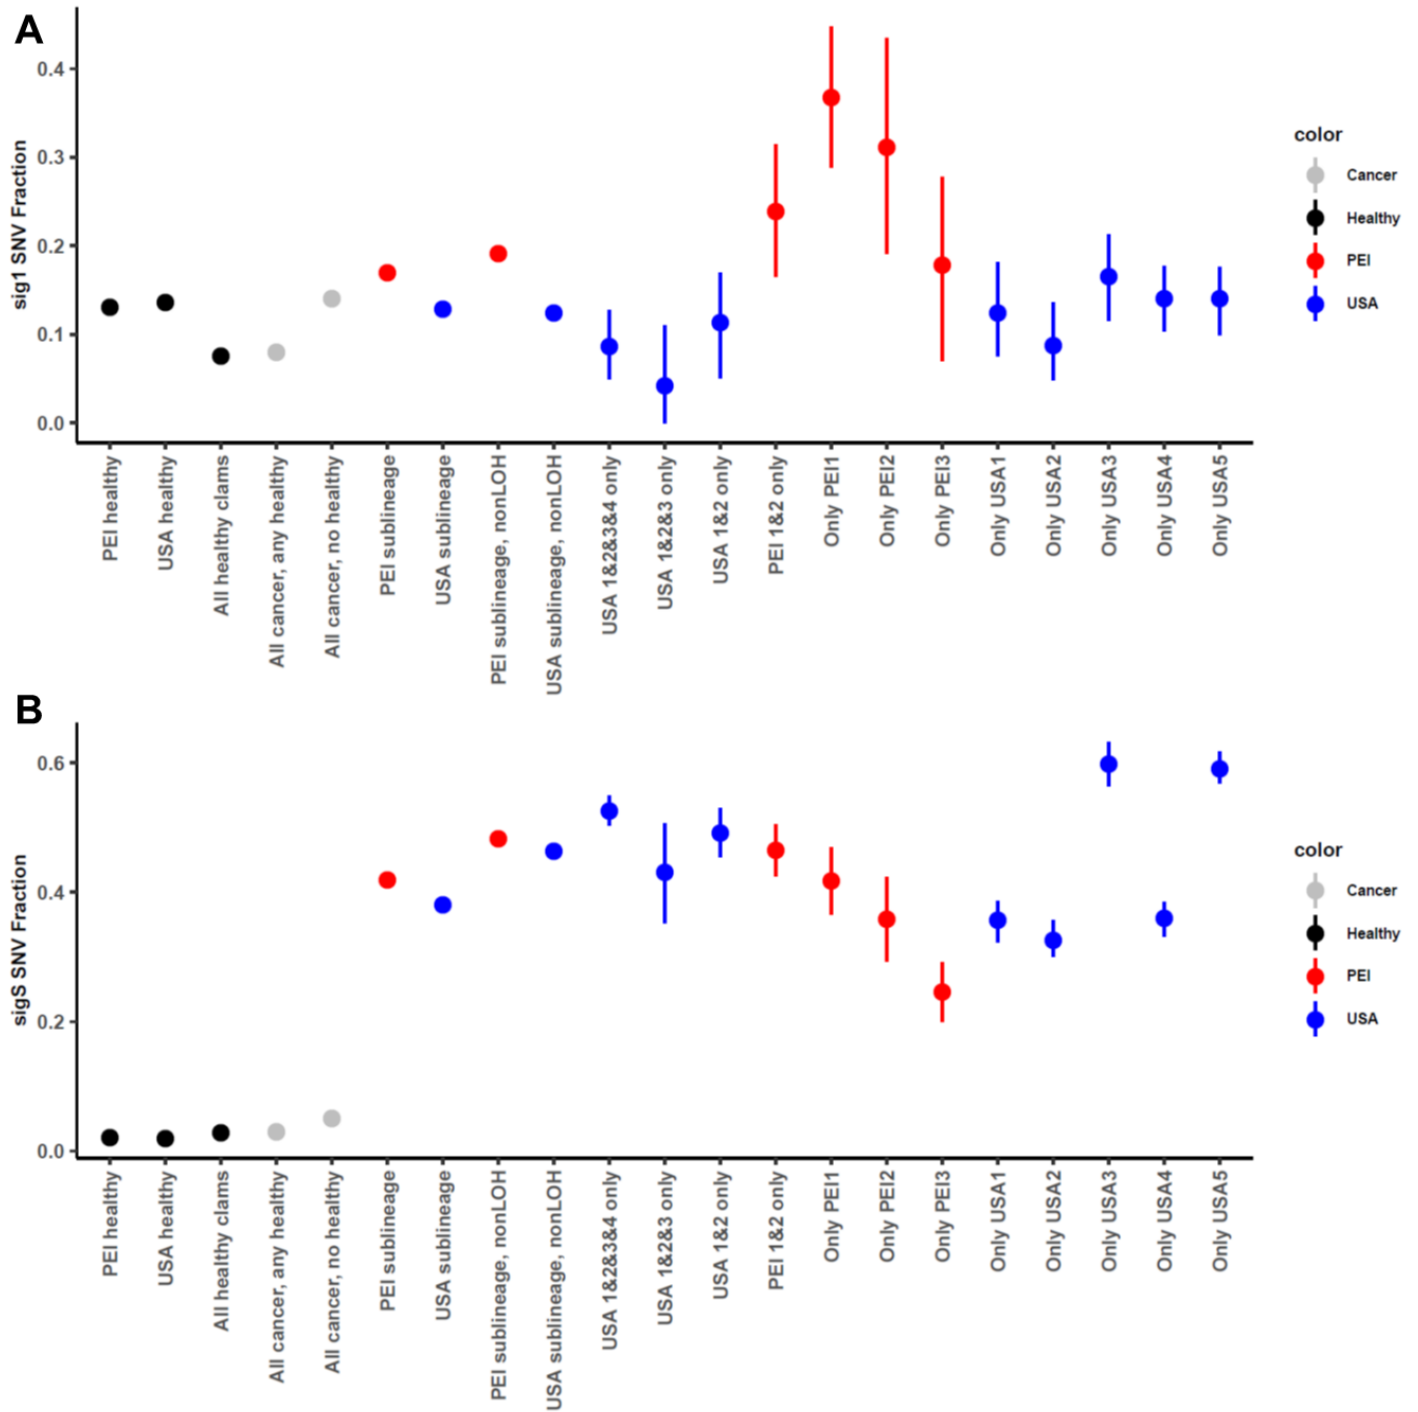 A
sig1 SNV Fraction
0.4
0.3
0.2
0.1
0.0
PEI healthy
USA healthy
All healthy clams
All cancer, any healthy
All cancer, no healthy
PEI sublineage
USA sublineage
PEI sublineage, nonLOH
USA sublineage, nonLOH
USA 1&2&3&4 only
USA 1&2&3 only
USA 1&2 only
PEI 1&2 only
Only PEI1
Only PEI2
Only PEI3
Only USA1
Only USA2
Only USA3
Only USA4
Only USA5
color
Cancer
Healthy
PEI
USA
B
sigS SNV Fraction
0.6
0.4
0.2
0.0
PEI healthy
USA healthy
All healthy clams
All cancer, any healthy
All cancer, no healthy
PEI sublineage
USA sublineage
PEI sublineage, nonLOH
USA sublineage, nonLOH
USA 1&2&3&4 only
USA 1&2&3 only
USA 1&2 only
PEI 1&2 only
Only PEI1
Only PEI2
Only PEI3
Only USA1
Only USA2
Only USA3
Only USA4
Only USA5
color
Cancer
Healthy
PEI
USA